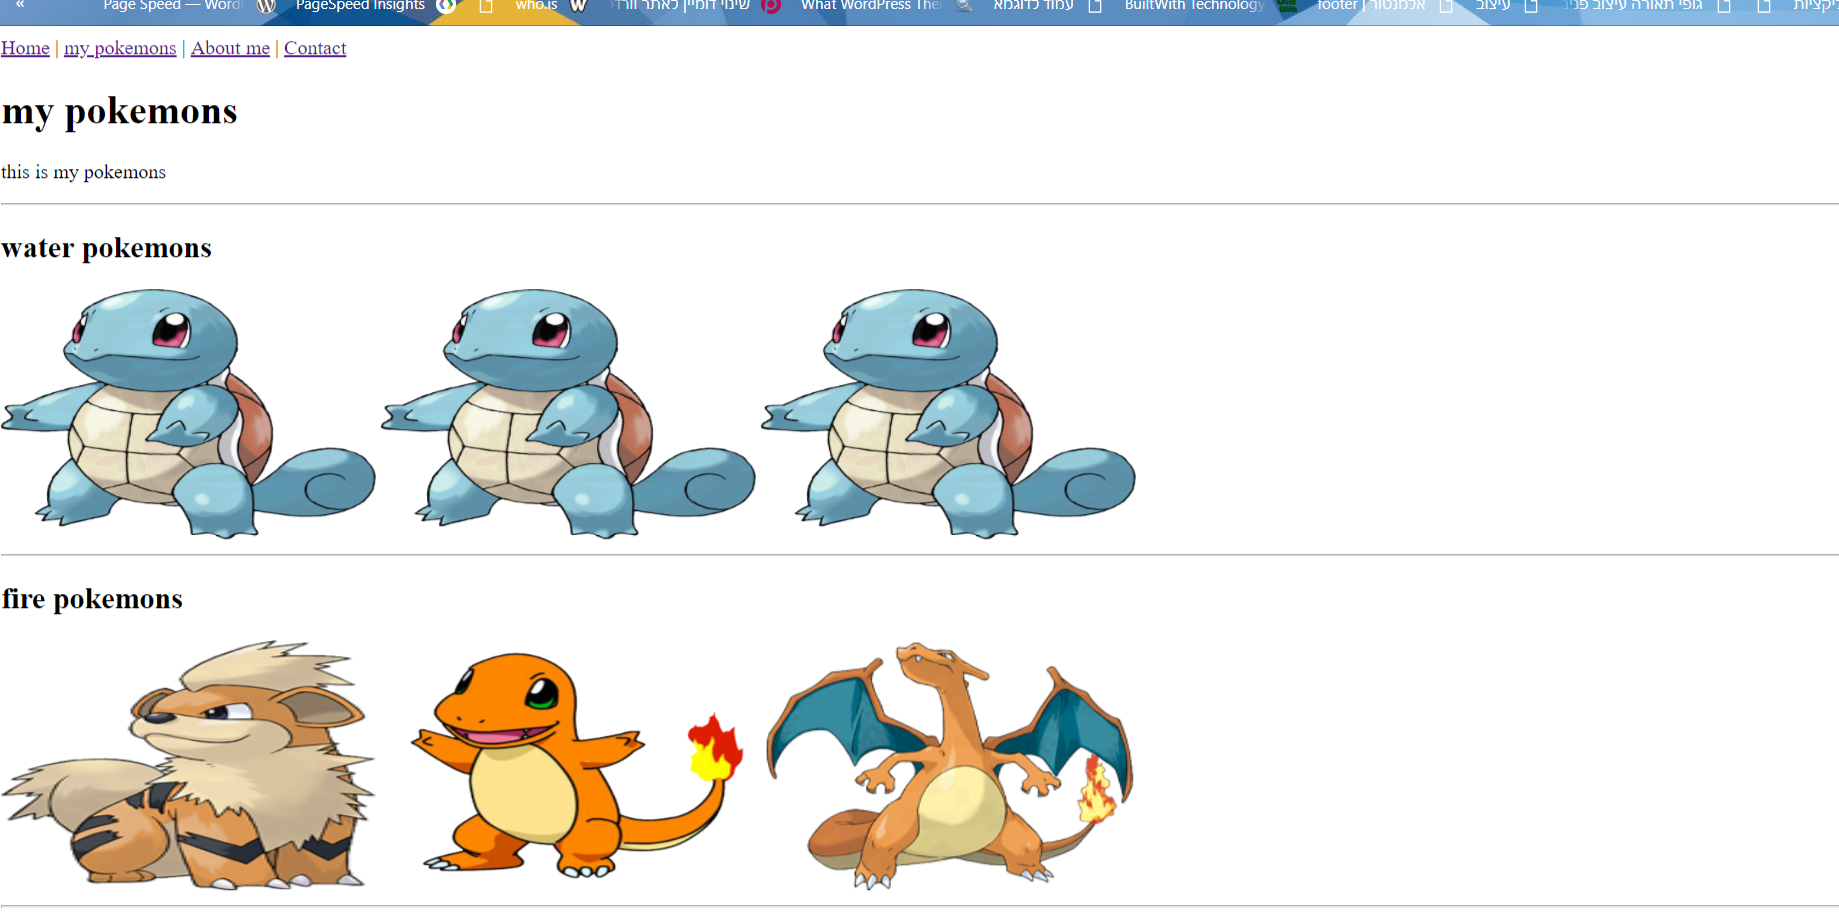 « Page Speed — Word PageSpeed Insights who.is שינוי דומיין לאתר וורד What WordPress The עמוד לדוגמא BuiltWith Technology footer | אלמנטור עיצוב גופי תאורה עיצוב פני
Home | my pokemons | About me | Contact
my pokemons
this is my pokemons
water pokemons
fire pokemons